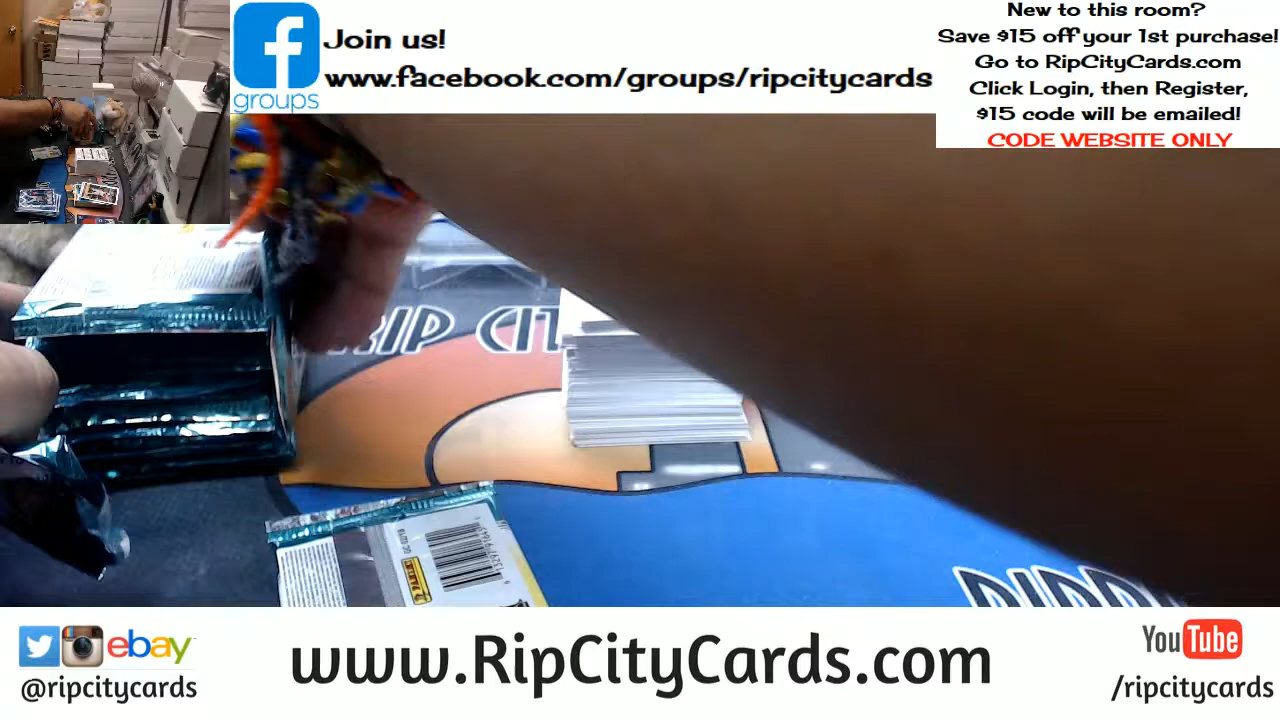 Join us!
www.facebook.com/groups/ripcitycards
groups
New to this room?
Save $15 off your 1st purchase!
Go to RipCityCards.com
Click Login, then Register,
$15 code will be emailed!
CODE WEBSITE ONLY
RIP CIT
PANINI
ebay
@ripcitycards
www.RipCityCards.com
YouTube
/ripcitycards